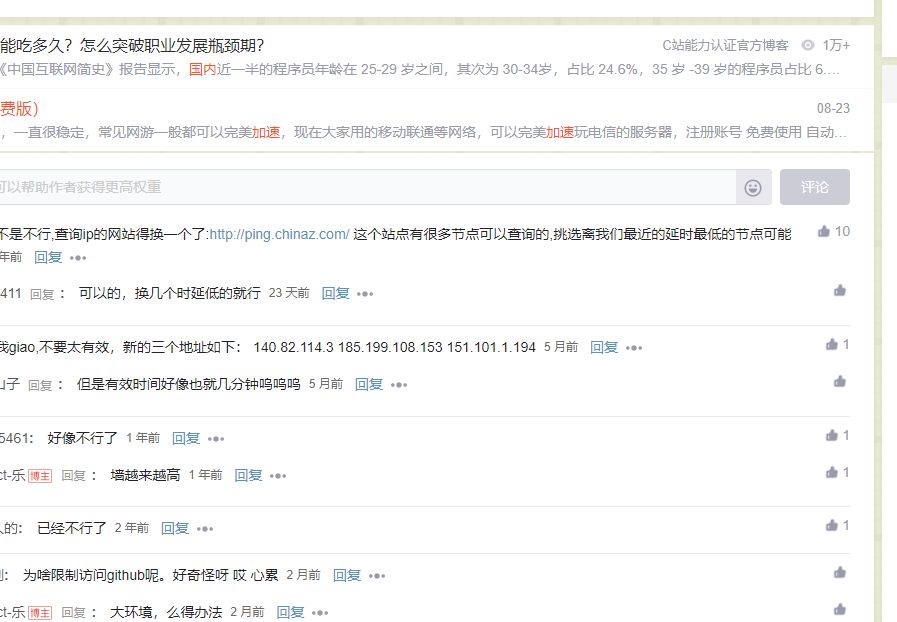 能吃多久？怎么突破职业发展瓶颈期？ C站能力认证官方博客 1万+
《中国互联网简史》报告显示，国内近一半的程序员年龄在 25-29 岁之间，其次为 30-34岁，占比 24.6%，35 岁 -39 岁的程序员占比 6....
费版） 08-23
，一直很稳定，常见网游一般都可以完美加速，现在大家用的移动联通等网络，可以完美加速玩电信的服务器，注册账号 免费使用 自动...
可以帮助作者获得更高权重 评论
不是不行,查询ip的网站得换一个了:http://ping.chinaz.com/ 这个站点有很多节点可以查询的,挑选离我们最近的延时最低的节点可能 10
年前 回复
411 回复： 可以的，换几个时延低的就行 23 天前 回复
我giao,不要太有效，新的三个地址如下： 140.82.114.3 185.199.108.153 151.101.1.194 5 月前 回复 1
子 回复： 但是有效时间好像也就几分钟呜呜呜 5 月前 回复
5461： 好像不行了 1 年前 回复 1
ct-乐 博主 回复： 墙越来越高 1 年前 回复 1
人的： 已经不行了 2 年前 回复 1
： 为啥限制访问github呢。好奇怪呀 哎 心累 2 月前 回复
ct-乐 博主 回复： 大环境，么得办法 2 月前 回复